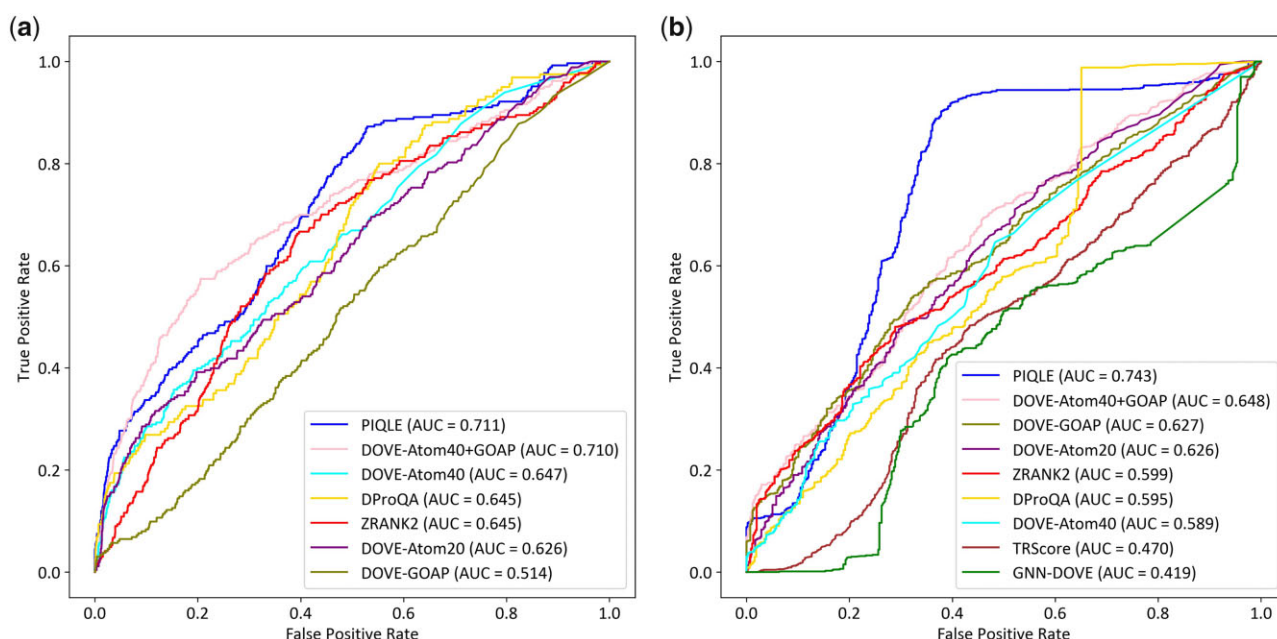 (a)
True Positive Rate
1.0
0.8
0.6
0.4
0.2
0.0
0.0 0.2 0.4 0.6 0.8 1.0
False Positive Rate
PIQLE (AUC = 0.711)
DOVE-Atom40+GOAP (AUC = 0.710)
DOVE-Atom40 (AUC = 0.647)
DProQA (AUC = 0.645)
ZRANK2 (AUC = 0.645)
DOVE-Atom20 (AUC = 0.626)
DOVE-GOAP (AUC = 0.514)
(b)
True Positive Rate
1.0
0.8
0.6
0.4
0.2
0.0
0.0 0.2 0.4 0.6 0.8 1.0
False Positive Rate
PIQLE (AUC = 0.743)
DOVE-Atom40+GOAP (AUC = 0.648)
DOVE-GOAP (AUC = 0.627)
DOVE-Atom20 (AUC = 0.626)
ZRANK2 (AUC = 0.599)
DProQA (AUC = 0.595)
DOVE-Atom40 (AUC = 0.589)
TRScore (AUC = 0.470)
GNN-DOVE (AUC = 0.419)